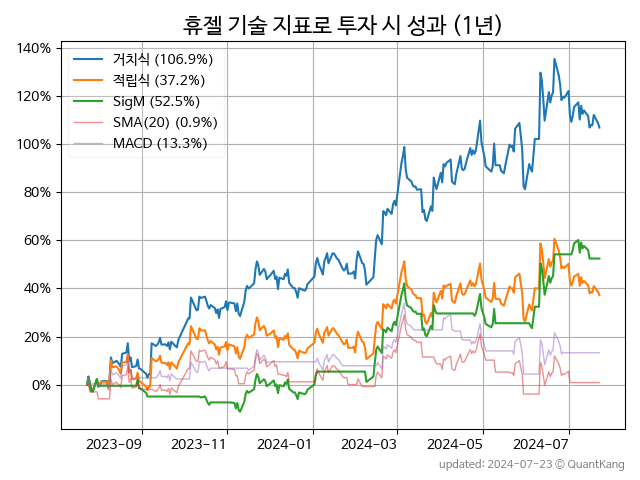 휴젤 기술 지표로 투자 시 성과 (1년)
140%
120%
100%
80%
60%
40%
20%
0%
거치식 (106.9%)
적립식 (37.2%)
SigM (52.5%)
SMA(20) (0.9%)
MACD (13.3%)
2023-09
2023-11
2024-01
2024-03
2024-05
2024-07
updated: 2024-07-23 © QuantKang